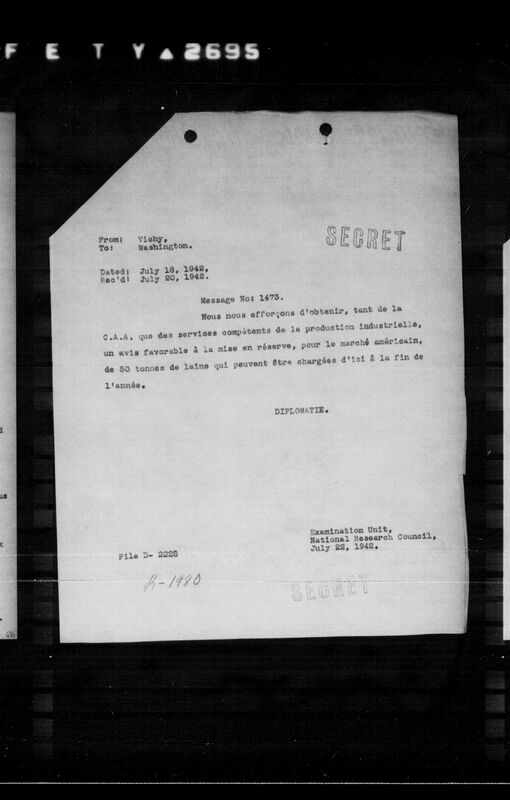 FETY▲2695
SECRET
From: Vichy,
To: Washington.
Dated: July 18, 1942,
Rec'd: July 20, 1942.
Message No: 1473.
Nous nous efforçons d'obtenir, tant de la
C.A.A. que des services compétents de la production industrielle,
un avis favorable à la mise en réserve, pour le marché américain,
de 50 tonnes de laine qui peuvent être chargées d'ici à la fin de
l'année.
DIPLOMATIE.
Examination Unit,
National Research Council,
July 22, 1942.
File D- 2228
R-1980
SECRET